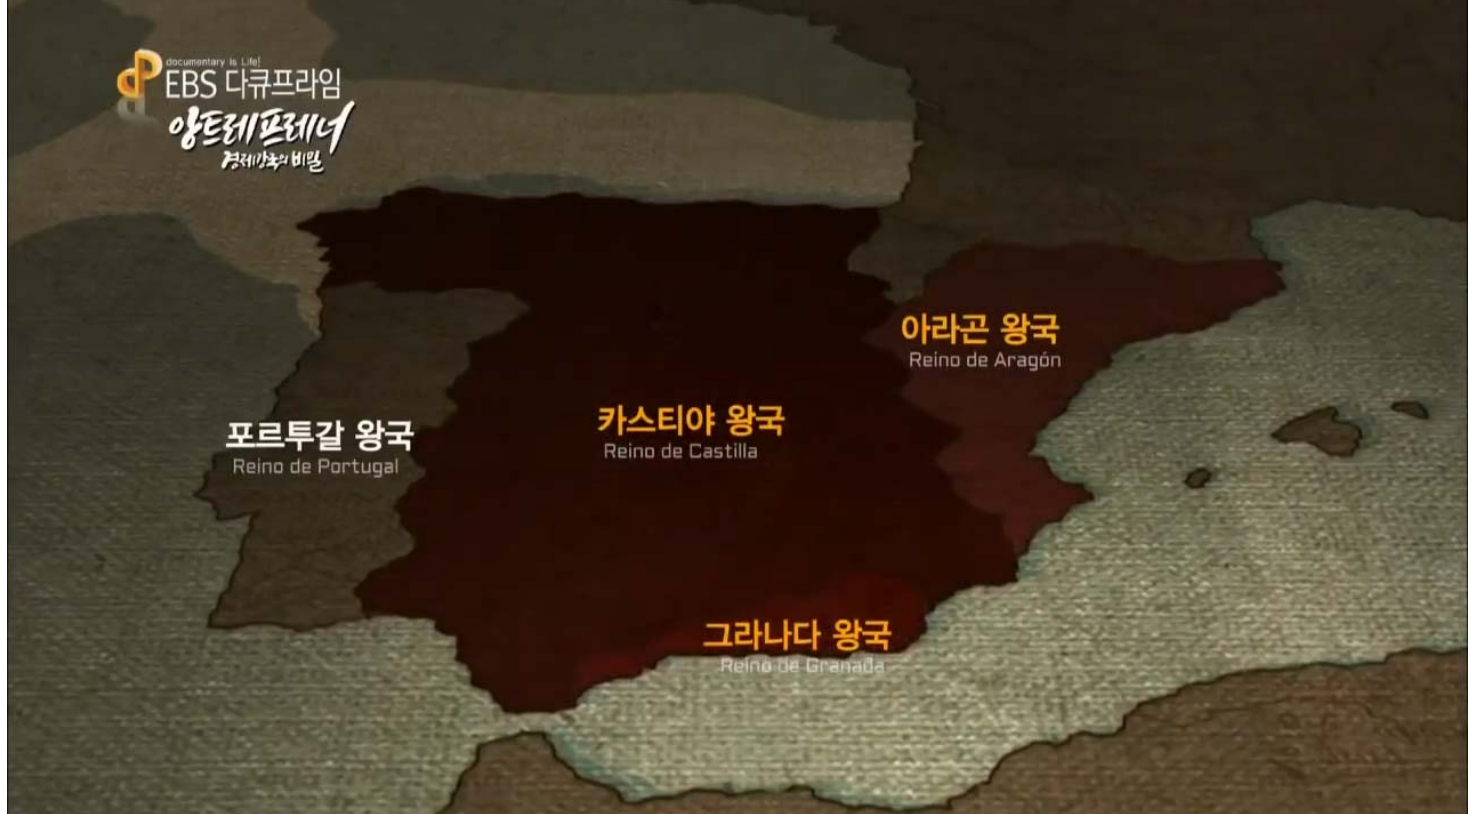 documentary is Life!
EBS 다큐프라임
앙트레프레너
경제강국의 비밀
아라곤 왕국
Reino de Aragón
카스티야 왕국
Reino de Castilla
포르투갈 왕국
Reino de Portugal
그라나다 왕국
Reino de Granada